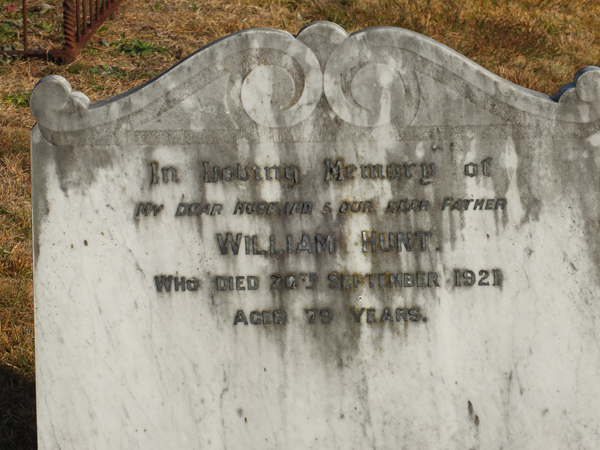 In Loving Memory of
MY DEAR HUSBAND & OUR DEAR FATHER
WILLIAM HUNT.
WHO DIED 20TH SEPTEMBER 1921
AGED 79 YEARS.